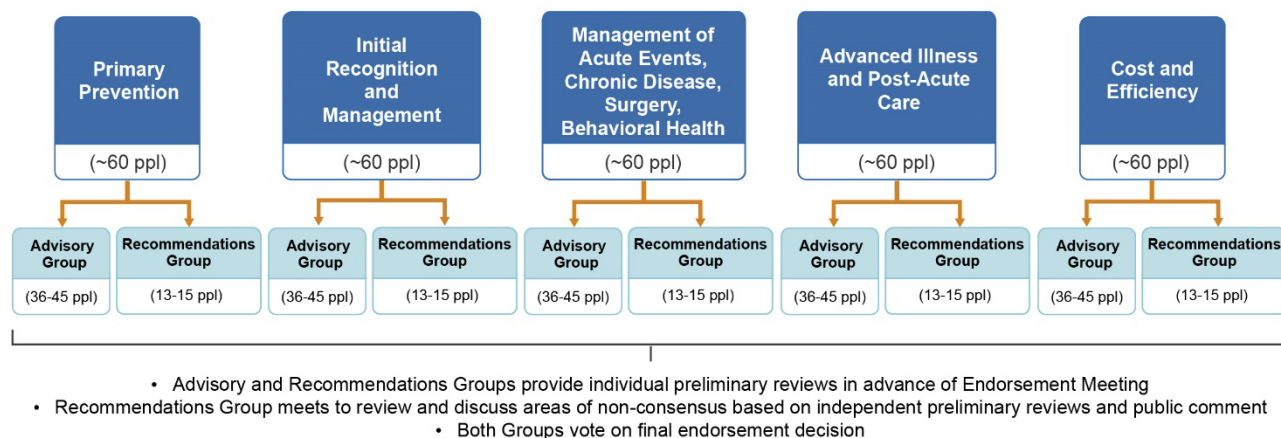 Primary
Prevention
(~60 ppl)
Initial
Recognition
and
Management
(~60 ppl)
Management of
Acute Events,
Chronic Disease,
Surgery,
Behavioral Health
(~60 ppl)
Advanced Illness
and Post-Acute
Care
(~60 ppl)
Cost and
Efficiency
(~60 ppl)
Advisory
Group
(36-45 ppl)
Recommendations
Group
(13-15 ppl)
Advisory
Group
(36-45 ppl)
Recommendations
Group
(13-15 ppl)
Advisory
Group
(36-45 ppl)
Recommendations
Group
(13-15 ppl)
Advisory
Group
(36-45 ppl)
Recommendations
Group
(13-15 ppl)
Advisory
Group
(36-45 ppl)
Recommendations
Group
(13-15 ppl)
• Advisory and Recommendations Groups provide individual preliminary reviews in advance of Endorsement Meeting
• Recommendations Group meets to review and discuss areas of non-consensus based on independent preliminary reviews and public comment
• Both Groups vote on final endorsement decision